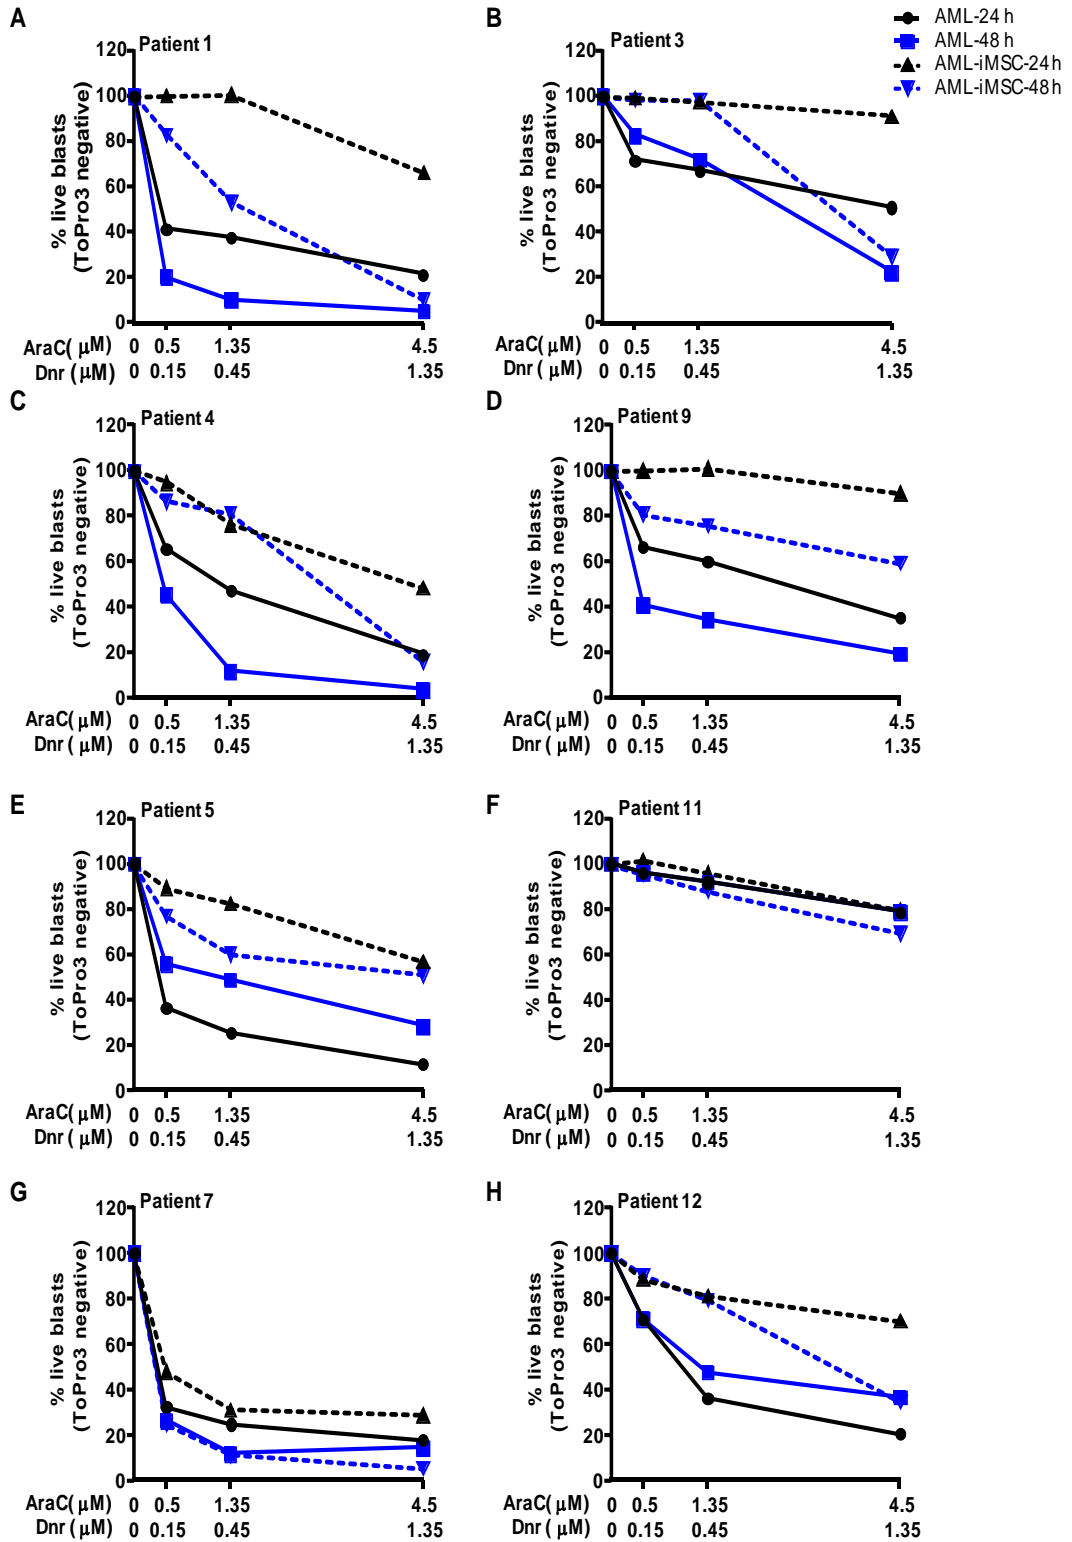 A
Patient 1
120
100
80
60
40
20
0
% live blasts
(ToPro3 negative)
AraC( μM) 0 0.5 1.35 4.5
Dnr ( μM) 0 0.15 0.45 1.35
B
Patient 3
120
100
80
60
40
20
0
% live blasts
(ToPro3 negative)
AraC( μM) 0 0.5 1.35 4.5
Dnr ( μM) 0 0.15 0.45 1.35
AML-24 h
AML-48 h
AML-iMSC-24h
AML-iMSC-48h
C
Patient 4
120
100
80
60
40
20
0
% live blasts
(ToPro3 negative)
AraC( μM) 0 0.5 1.35 4.5
Dnr ( μM) 0 0.15 0.45 1.35
D
Patient 9
120
100
80
60
40
20
0
% live blasts
(ToPro3 negative)
AraC( μM) 0 0.5 1.35 4.5
Dnr ( μM) 0 0.15 0.45 1.35
E
Patient 5
120
100
80
60
40
20
0
% live blasts
(ToPro3 negative)
AraC( μM) 0 0.5 1.35 4.5
Dnr ( μM) 0 0.15 0.45 1.35
F
Patient 11
120
100
80
60
40
20
0
% live blasts
(ToPro3 negative)
AraC( μM) 0 0.5 1.35 4.5
Dnr ( μM) 0 0.15 0.45 1.35
G
Patient 7
120
100
80
60
40
20
0
% live blasts
(ToPro3 negative)
AraC( μM) 0 0.5 1.35 4.5
Dnr ( μM) 0 0.15 0.45 1.35
H
Patient 12
120
100
80
60
40
20
0
% live blasts
(ToPro3 negative)
AraC( μM) 0 0.5 1.35 4.5
Dnr ( μM) 0 0.15 0.45 1.35